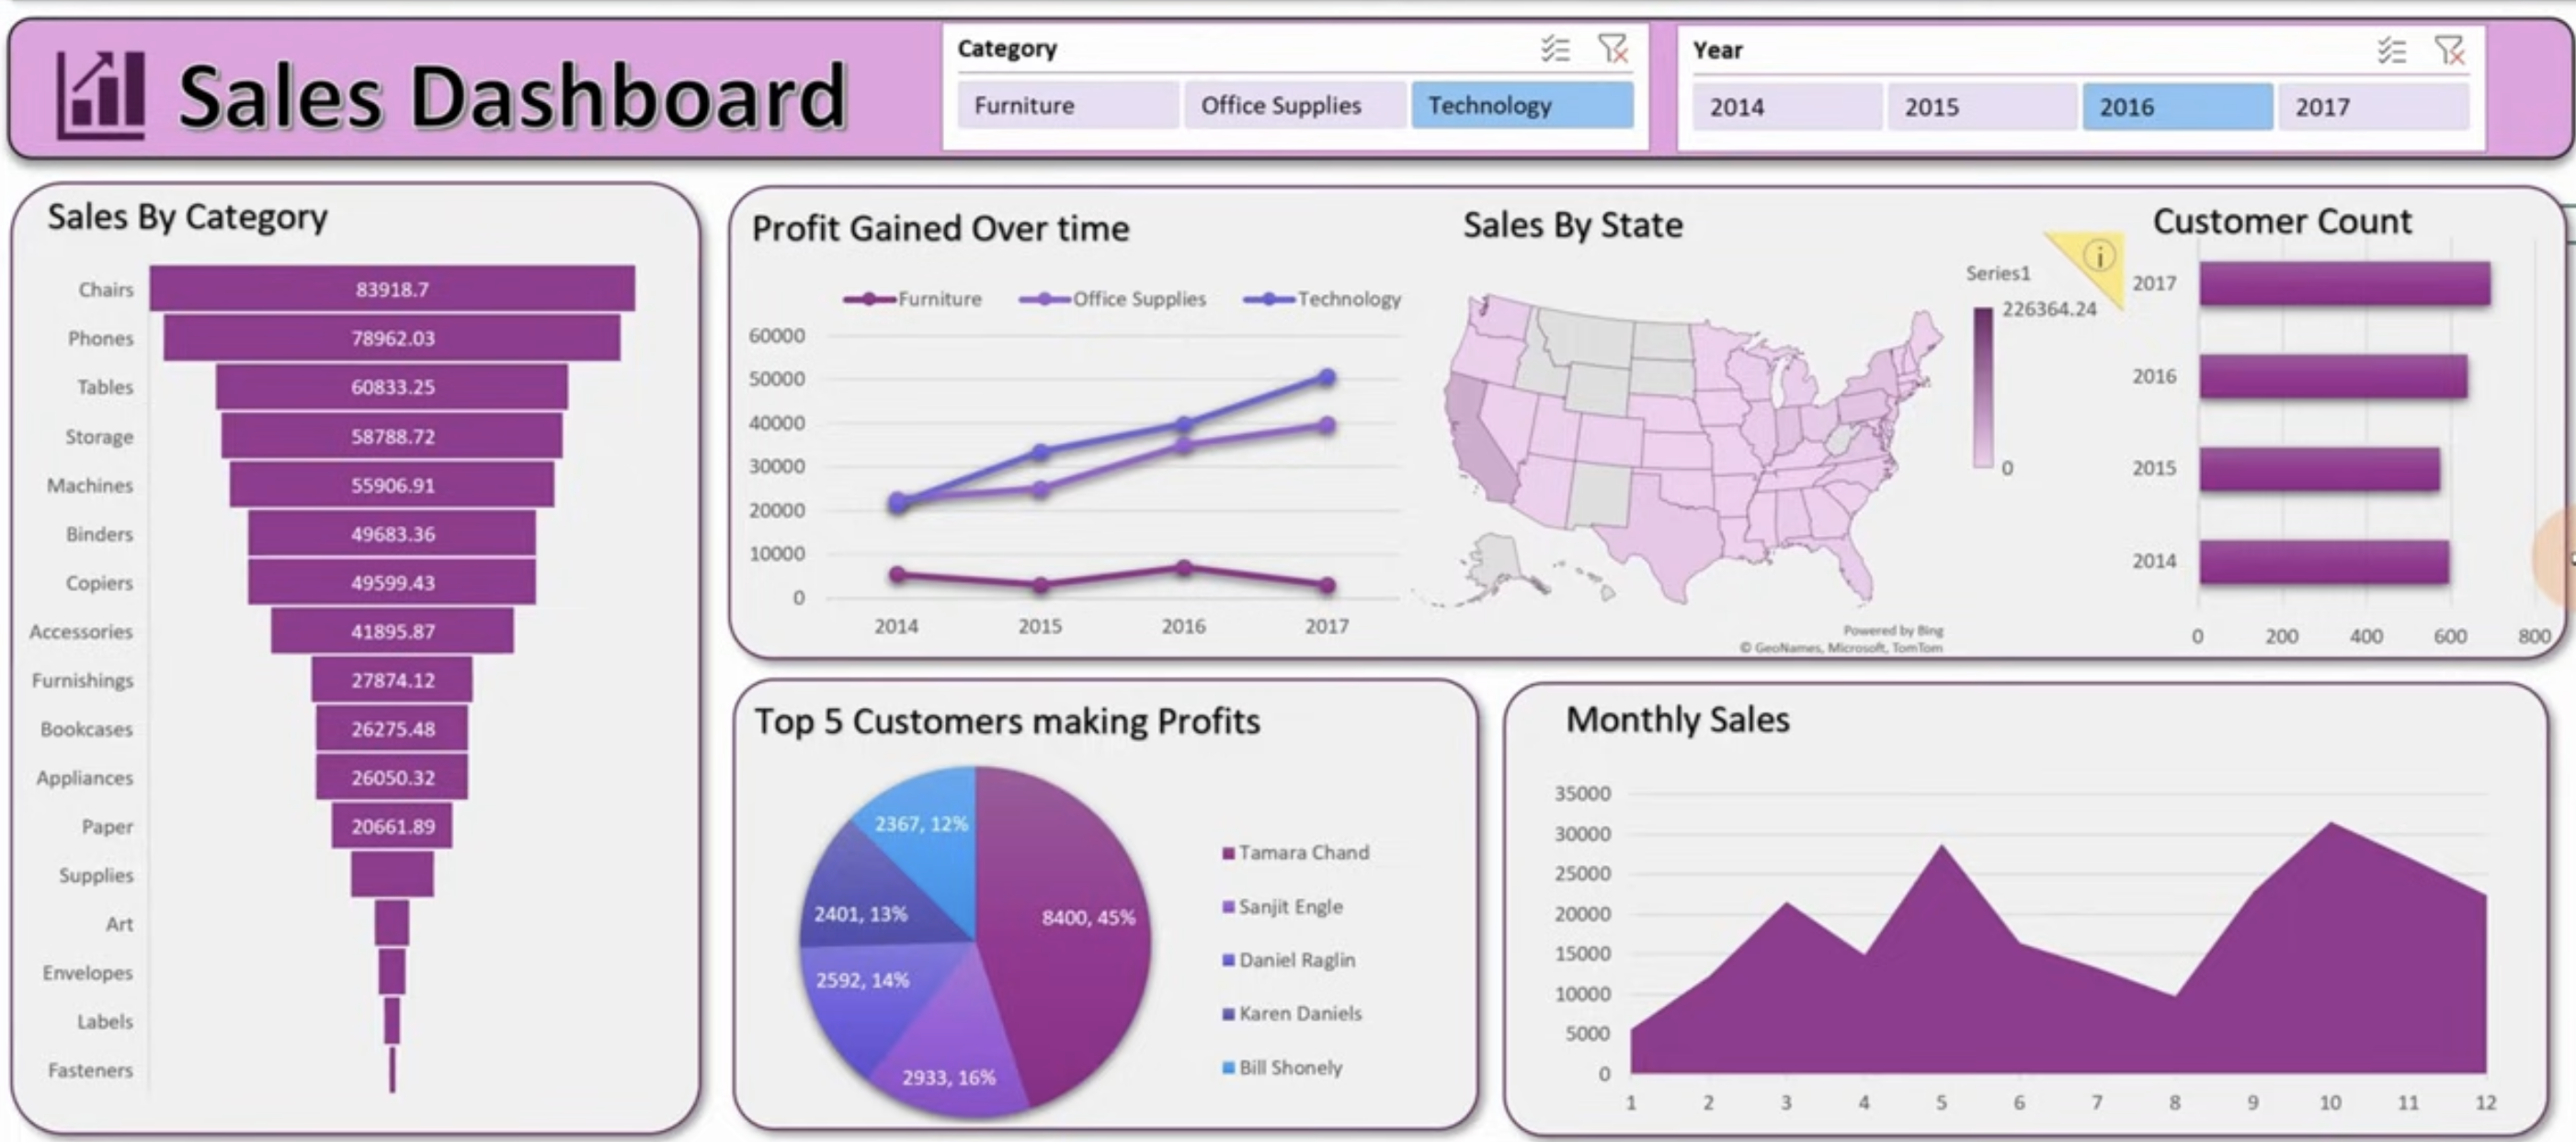 Sales Dashboard
Category
Furniture
Office Supplies
Technology
Year
2014
2015
2016
2017
Sales By Category
Chairs 83918.7
Phones 78962.03
Tables 60833.25
Storage 58788.72
Machines 55906.91
Binders 49683.36
Copiers 49599.43
Accessories 41895.87
Furnishings 27874.12
Bookcases 26275.48
Appliances 26050.32
Paper 20661.89
Supplies
Art
Envelopes
Labels
Fasteners
Profit Gained Over time
Furniture Office Supplies Technology
60000
50000
40000
30000
20000
10000
0
2014 2015 2016 2017
Sales By State
Series1
226364.24
0
Powered by Bing
© GeoNames, Microsoft, TomTom
Customer Count
2017
2016
2015
2014
0 200 400 600 800
Top 5 Customers making Profits
2367, 12%
8400, 45%
2401, 13%
2592, 14%
2933, 16%
Tamara Chand
Sanjit Engle
Daniel Raglin
Karen Daniels
Bill Shonely
Monthly Sales
35000
30000
25000
20000
15000
10000
5000
0
1 2 3 4 5 6 7 8 9 10 11 12